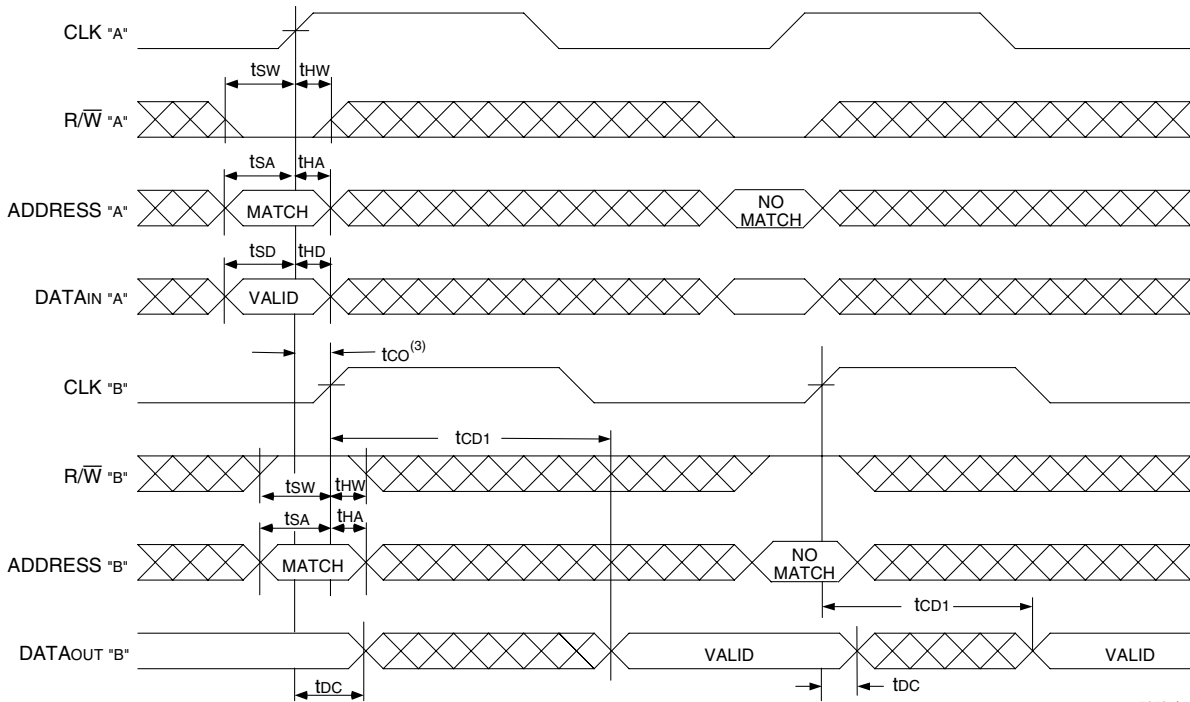 CLK "A"
tSW tHW
R/W̅ "A"
tSA tHA
ADDRESS "A" MATCH NO MATCH
tSD tHD
DATAIN "A" VALID
tCO(3)
CLK "B"
tCD1
R/W̅ "B"
tSW tHW
tSA tHA
ADDRESS "B" MATCH NO MATCH
tCD1
DATAOUT "B" VALID VALID
tDC tDC